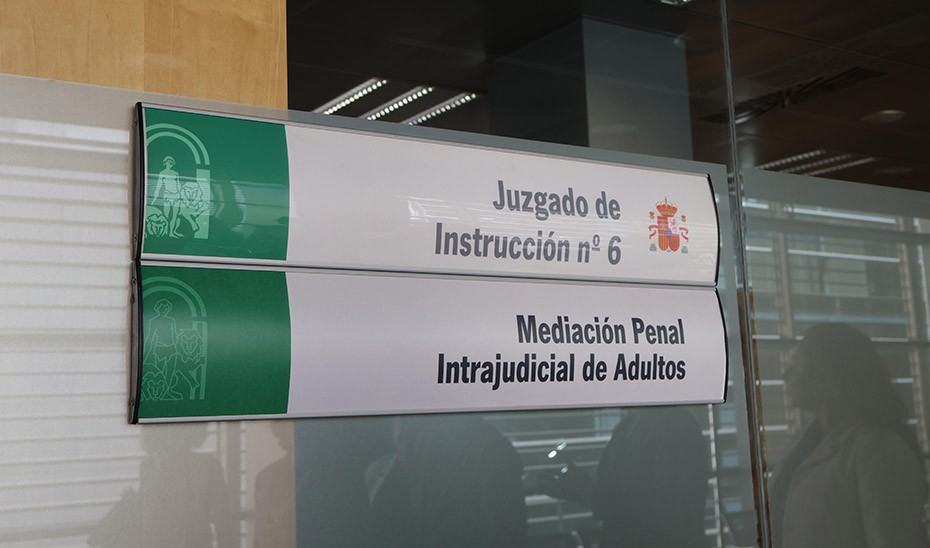 Juzgado de
Instrucción nº 6
Mediación Penal
Intrajudicial de Adultos